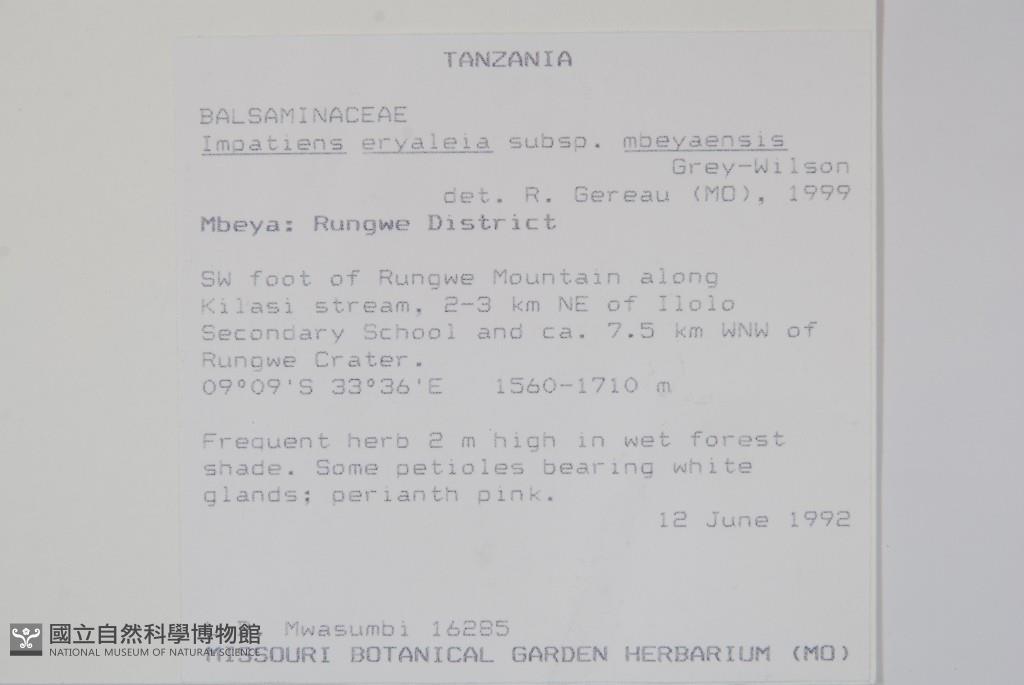 TANZANIA
BALSAMINACEAE
Impatiens eryaleia subsp. mbeyaensis
Grey-Wilson
det. R. Gereau (MO), 1999
Mbeya: Rungwe District
SW foot of Rungwe Mountain along
Kilasi stream, 2-3 km NE of Ilolo
Secondary School and ca. 7.5 km WNW of
Rungwe Crater.
09°09'S 33°36'E 1560-1710 m
Frequent herb 2 m high in wet forest
shade. Some petioles bearing white
glands; perianth pink.
12 June 1992
Mwasumbi 16285
MISSOURI BOTANICAL GARDEN HERBARIUM (MO)
國立自然科學博物館
NATIONAL MUSEUM OF NATURAL SCIENCE